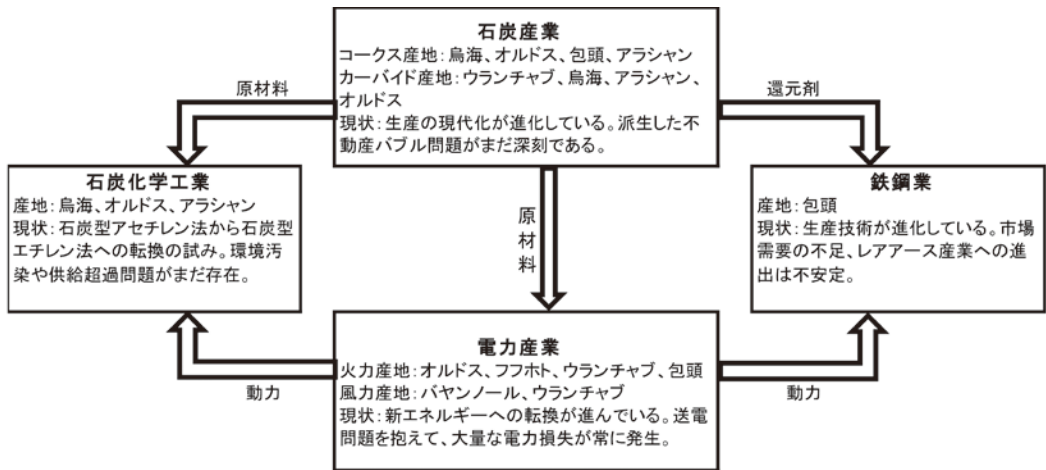 石炭産業
コークス産地：烏海、オルドス、包頭、アラシャン
カーバイド産地：ウランチャブ、烏海、アラシャン、
オルドス
現状：生産の現代化が進化している。派生した不
動産バブル問題がまだ深刻である。
原材料
還元剤
石炭化学工業
産地：烏海、オルドス、アラシャン
現状：石炭型アセチレン法から石炭型
エチレン法への転換の試み。環境汚
染や供給超過問題がまだ存在。
原
材
料
鉄鋼業
産地：包頭
現状：生産技術が進化している。市場
需要の不足、レアアース産業への進
出は不安定。
電力産業
火力産地：オルドス、フフホト、ウランチャブ、包頭
風力産地：バヤンノール、ウランチャブ
現状：新エネルギーへの転換が進んでいる。送電
問題を抱えて、大量な電力損失が常に発生。
動力
動力